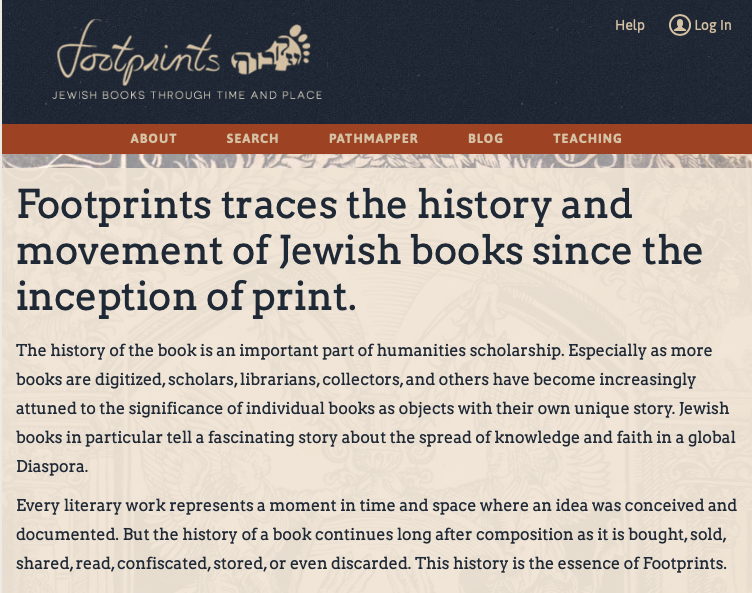 Help
Log In
footprints
JEWISH BOOKS THROUGH TIME AND PLACE
ABOUT SEARCH PATHMAPPER BLOG TEACHING
Footprints traces the history and
movement of Jewish books since the
inception of print.
The history of the book is an important part of humanities scholarship. Especially as more
books are digitized, scholars, librarians, collectors, and others have become increasingly
attuned to the significance of individual books as objects with their own unique story. Jewish
books in particular tell a fascinating story about the spread of knowledge and faith in a global
Diaspora.
Every literary work represents a moment in time and space where an idea was conceived and
documented. But the history of a book continues long after composition as it is bought, sold,
shared, read, confiscated, stored, or even discarded. This history is the essence of Footprints.